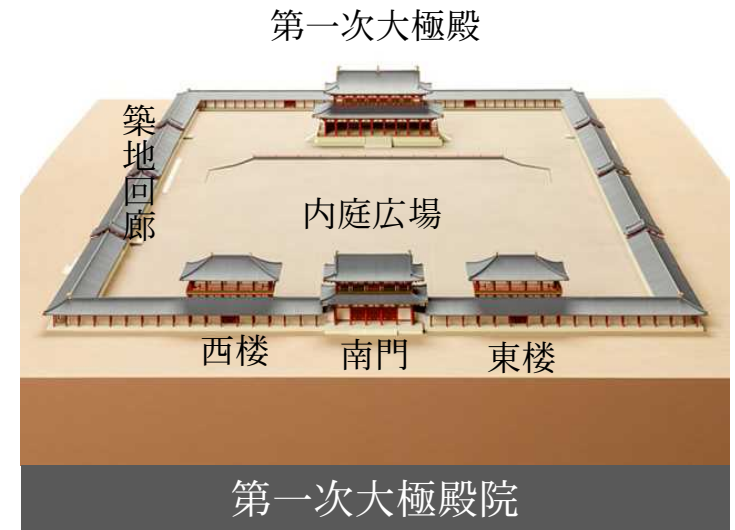 第一次大極殿
築地回廊
内庭広場
西楼
南門
東楼
第一次大極殿院